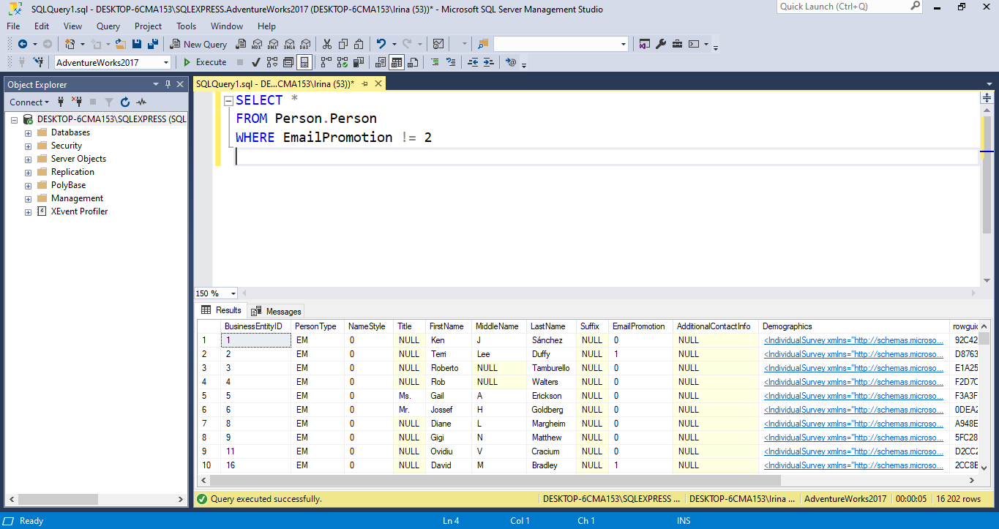 SQLQuery1.sql - DESKTOP-6CMA153\SQLEXPRESS.AdventureWorks2017 (DESKTOP-6CMA153\Irina (53))* - Microsoft SQL Server Management Studio
Quick Launch (Ctrl+Q)
File Edit View Query Project Tools Window Help
New Query MDX DMX XMLA DAX
AdventureWorks2017 Execute
Object Explorer
SQLQuery1.sql - DE...CMA153\Irina (53))*
Connect
DESKTOP-6CMA153\SQLEXPRESS (SQL
Databases
Security
Server Objects
Replication
PolyBase
Management
XEvent Profiler
SELECT *
FROM Person.Person
WHERE EmailPromotion != 2
150 %
Results Messages
BusinessEntityID PersonType NameStyle Title FirstName MiddleName LastName Suffix EmailPromotion AdditionalContactInfo Demographics rowguid
1 1 EM 0 NULL Ken J Sánchez NULL 0 NULL <IndividualSurvey xmlns="http://schemas.microso... 92C42
2 2 EM 0 NULL Terri Lee Duffy NULL 1 NULL <IndividualSurvey xmlns="http://schemas.microso... D8763
3 3 EM 0 NULL Roberto NULL Tamburello NULL 0 NULL <IndividualSurvey xmlns="http://schemas.microso... E1A25
4 4 EM 0 NULL Rob NULL Walters NULL 0 NULL <IndividualSurvey xmlns="http://schemas.microso... F2D7C
5 5 EM 0 Ms. Gail A Erickson NULL 0 NULL <IndividualSurvey xmlns="http://schemas.microso... F3A3F
6 6 EM 0 Mr. Jossef H Goldberg NULL 0 NULL <IndividualSurvey xmlns="http://schemas.microso... 0DEA2
7 8 EM 0 NULL Diane L Margheim NULL 0 NULL <IndividualSurvey xmlns="http://schemas.microso... A948E
8 9 EM 0 NULL Gigi N Matthew NULL 0 NULL <IndividualSurvey xmlns="http://schemas.microso... 5FC28
9 11 EM 0 NULL Ovidiu V Cracium NULL 0 NULL <IndividualSurvey xmlns="http://schemas.microso... D2CC2
10 16 EM 0 NULL David M Bradley NULL 1 NULL <IndividualSurvey xmlns="http://schemas.microso... 2CC8E
Query executed successfully. DESKTOP-6CMA153\SQLEXPRESS ... DESKTOP-6CMA153\Irina ... AdventureWorks2017 00:00:05 16 202 rows
Ready Ln 4 Col 1 Ch 1 INS